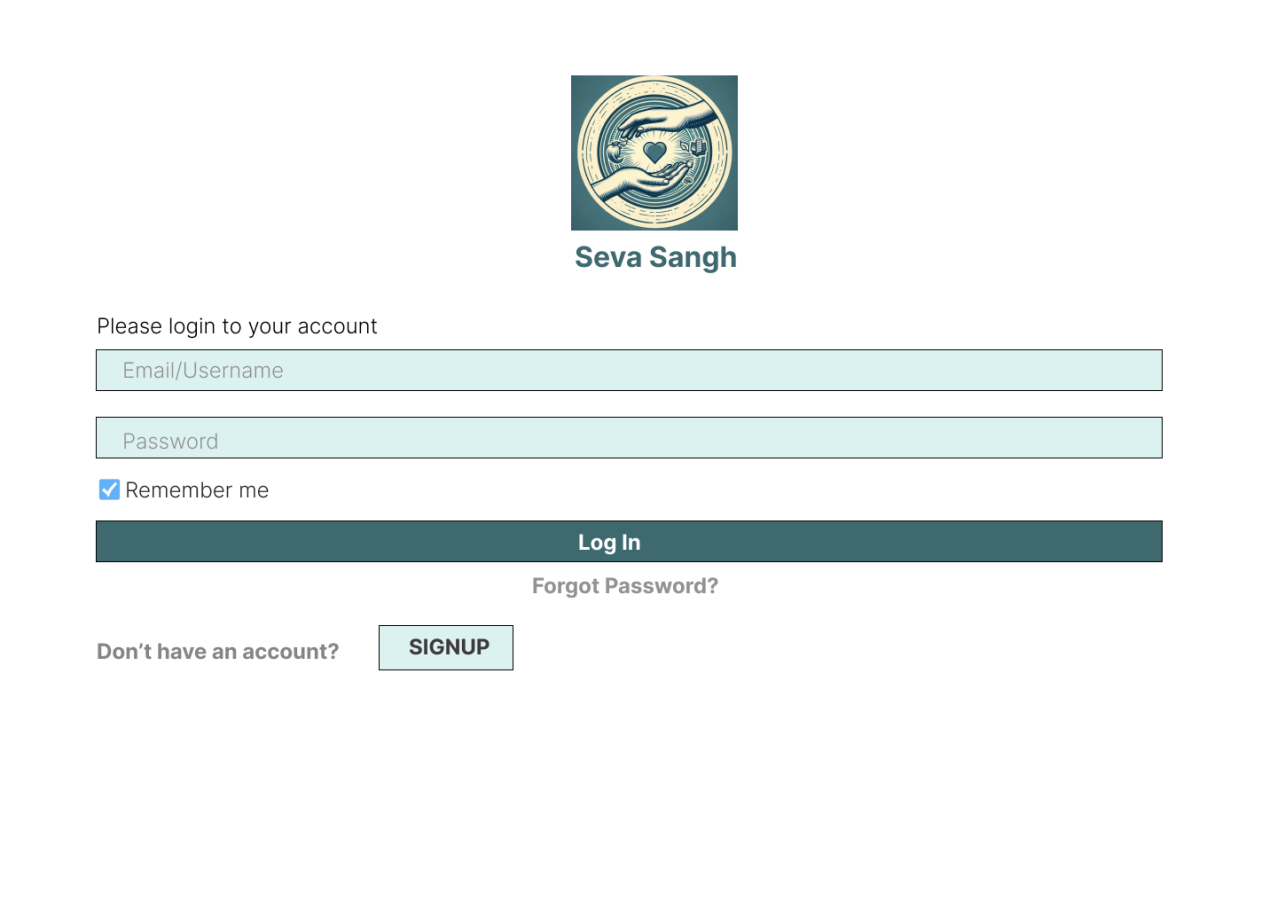 Seva Sangh
Please login to your account
Email/Username
Password
Remember me
Log In
Forgot Password?
Don’t have an account?
SIGNUP